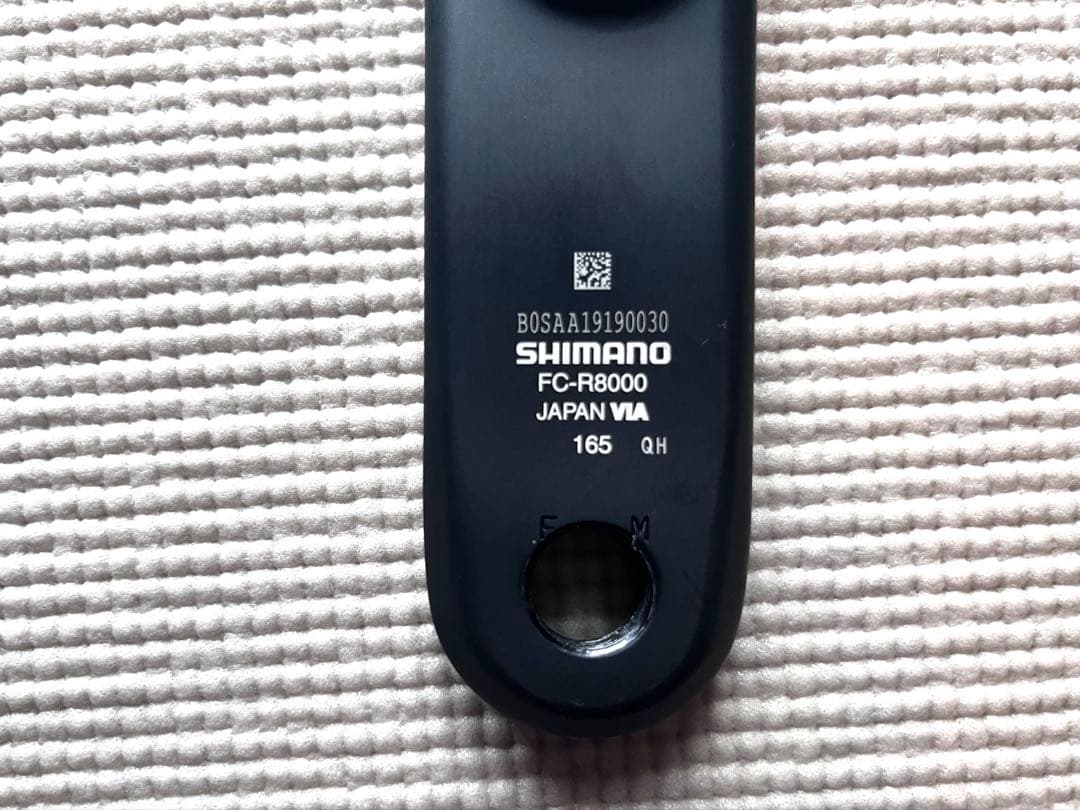 B0SAA19190030
SHIMANO
FC-R8000
JAPAN VIA
165 QH
F M